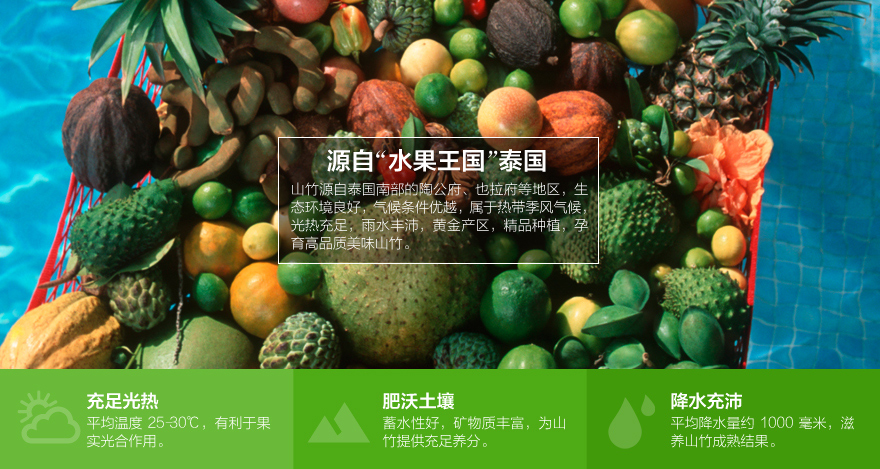 源自“水果王国”泰国
山竹源自泰国南部的陶公府、也拉府等地区，生
态环境良好，气候条件优越，属于热带季风气候，
光热充足，雨水丰沛，黄金产区，精品种植，孕
育高品质美味山竹。
充足光热
平均温度 25-30℃，有利于果
实光合作用。
肥沃土壤
蓄水性好，矿物质丰富，为山
竹提供充足养分。
降水充沛
平均降水量约 1000 毫米，滋
养山竹成熟结果。